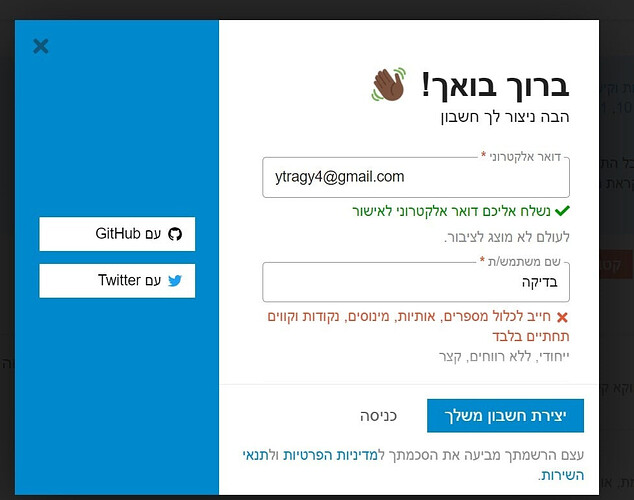 ברוך בואך!
הבה ניצור לך חשבון
דואר אלקטרוני *
ytragy4@gmail.com
נשלח אליכם דואר אלקטרוני לאישור
לעולם לא מוצג לציבור.
שם משתמש/ת *
בדיקה
חייב לכלול מספרים, אותיות, מינוסים, נקודות וקווים
תחתיים בלבד
ייחודי, ללא רווחים, קצר
יצירת חשבון משלך
כניסה
עצם הרשמתך מביעה את הסכמתך למדיניות הפרטיות ולתנאי
השירות.
עם GitHub
עם Twitter